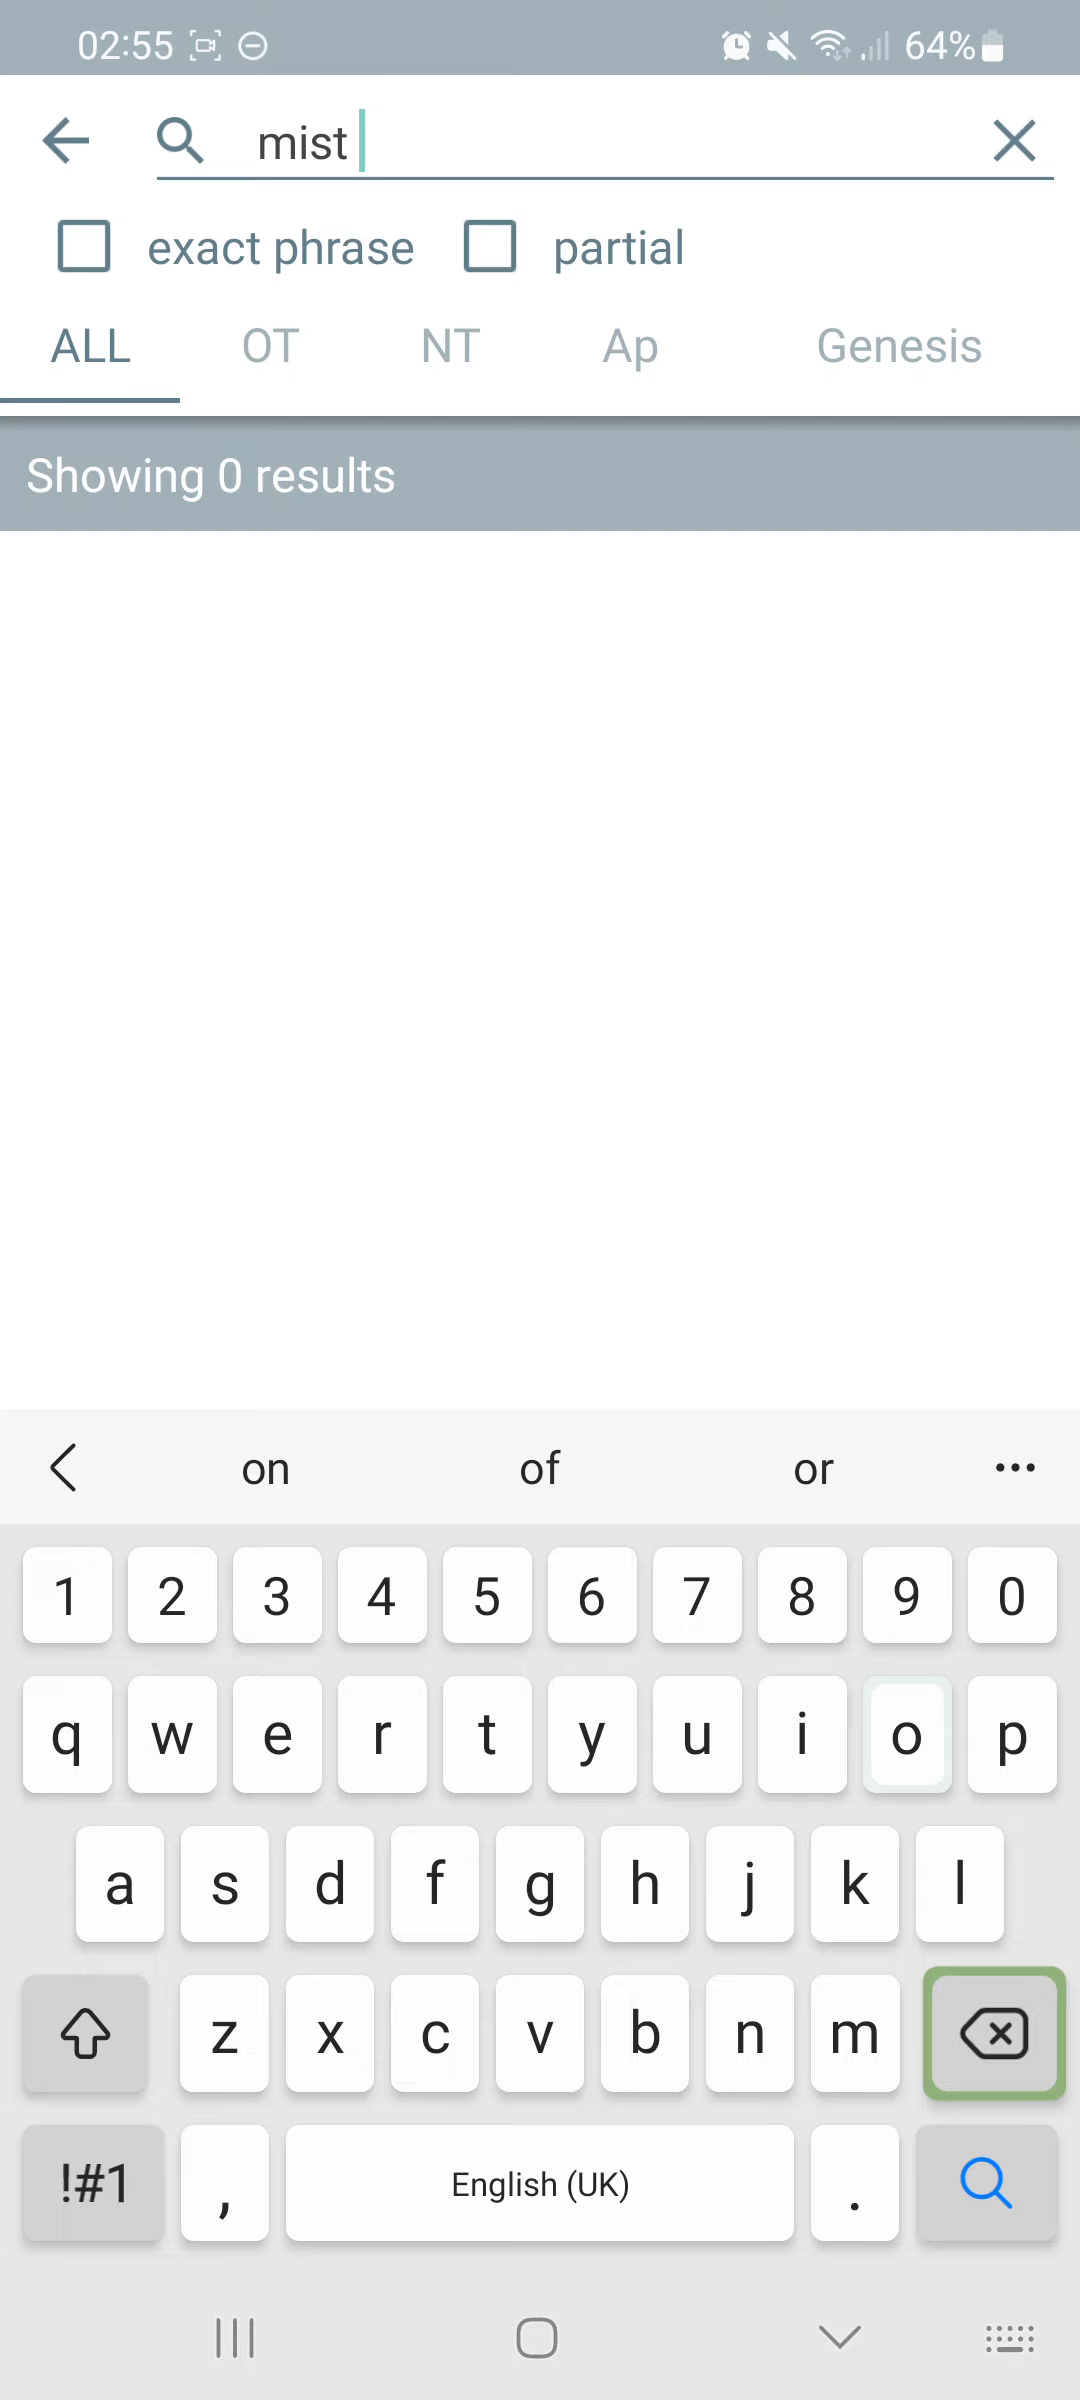 02:55 64%
mist
exact phrase partial
ALL OT NT Ap Genesis
Showing 0 results
on of or ...
1 2 3 4 5 6 7 8 9 0
q w e r t y u i o p
a s d f g h j k l
z x c v b n m
!#1 , English (UK) .